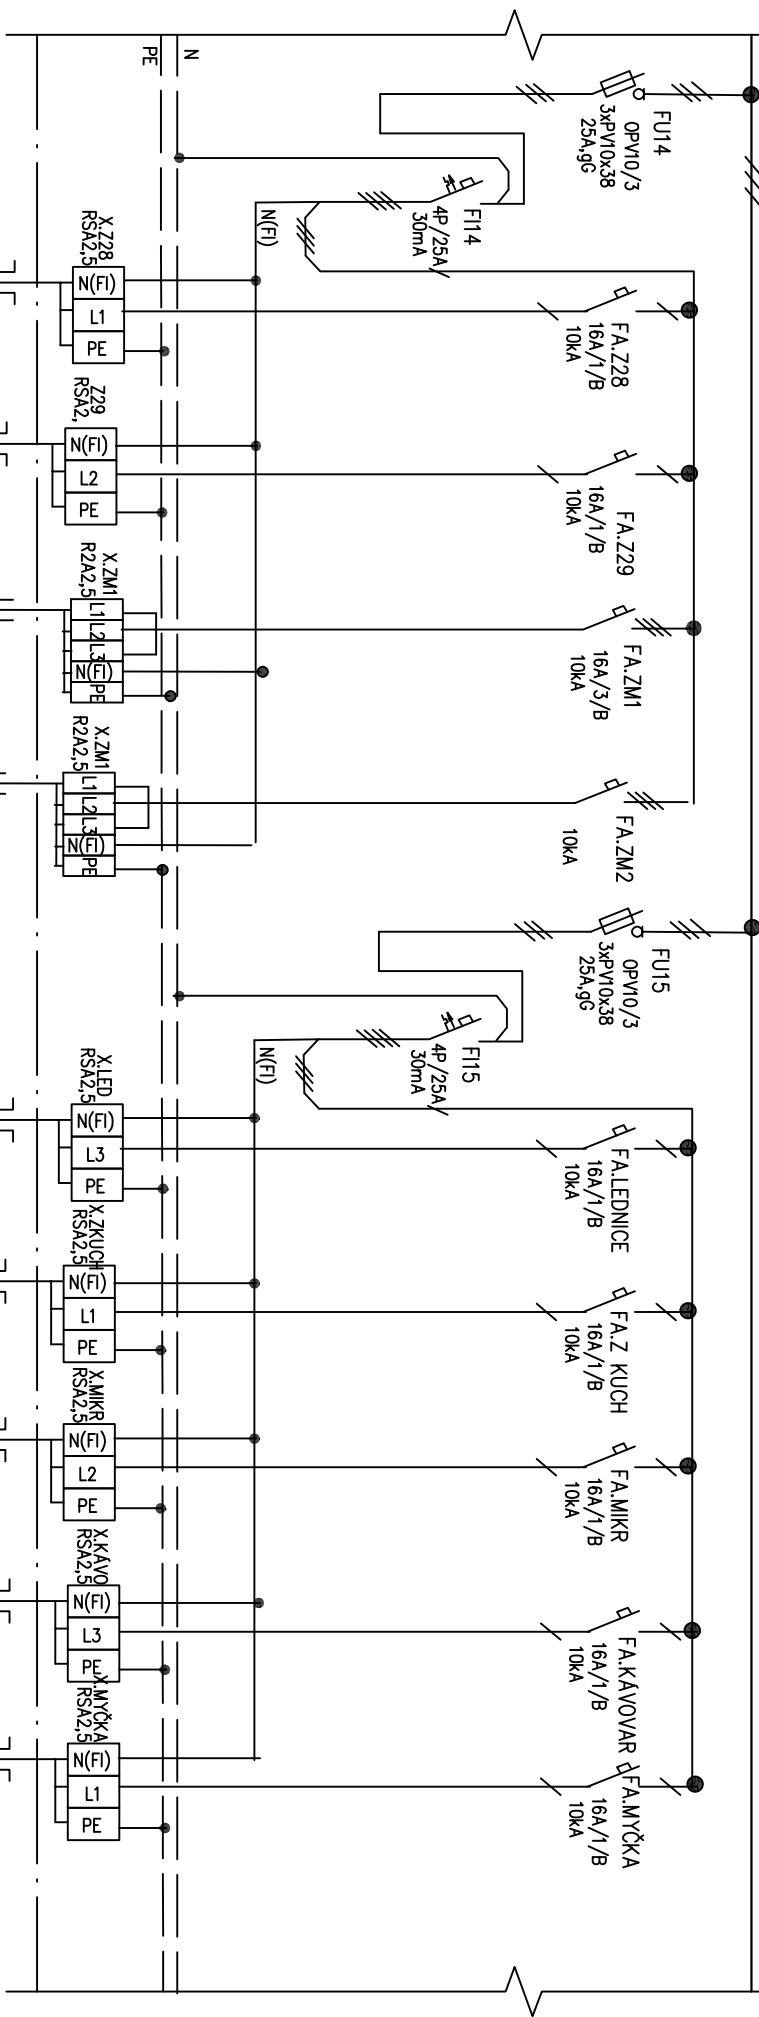 N
PE
FU14
OPV10/3
3xPV10x38
25A,gG
FI14
4P/25A
30mA
N(FI)
X.Z28
RSA2,5
N(FI)
L1
PE
FA.Z28
16A/1/B
10kA
Z29
RSA2,
N(FI)
L2
PE
FA.Z29
16A/1/B
10kA
X.ZM1
R2A2,5
L1
L2
L3
N(FI)
PE
FA.ZM1
16A/3/B
10kA
X.ZM1
R2A2,5
L1
L2
L3
N(FI)
PE
FA.ZM2
10kA
FU15
OPV10/3
3xPV10x38
25A,gG
FI15
4P/25A
30mA
N(FI)
X.LED
RSA2,5
N(FI)
L3
PE
FA.LEDNICE
16A/1/B
10kA
X.ZKUCH
RSA2,5
N(FI)
L1
PE
FA.Z KUCH
16A/1/B
10kA
X.MIKR
RSA2,5
N(FI)
L2
PE
FA.MIKR
16A/1/B
10kA
X.KÁVO
RSA2,5
N(FI)
L3
PE
FA.KÁVOVAR
16A/1/B
10kA
X.MYČKA
RSA2,5
N(FI)
L1
PE
FA.MYČKA
16A/1/B
10kA